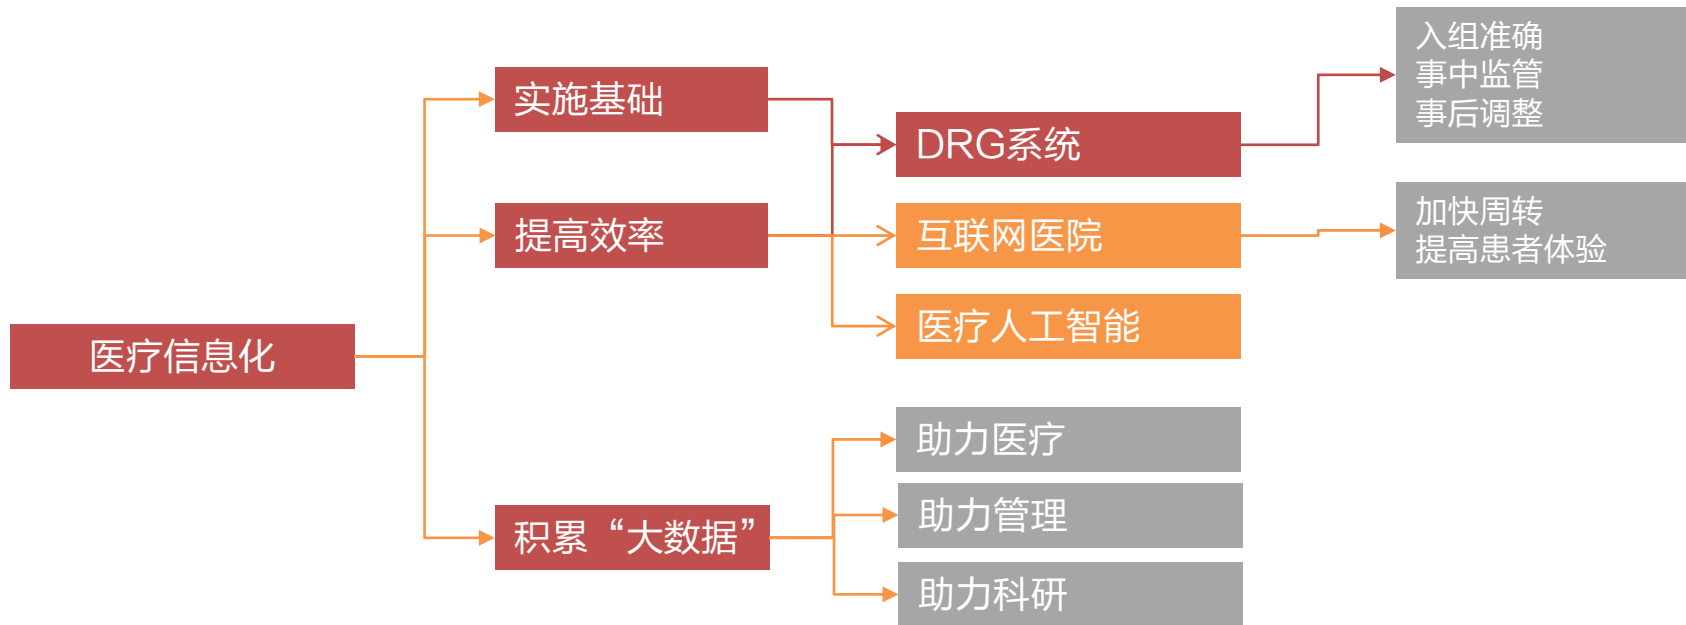 医疗信息化
实施基础
提高效率
积累“大数据”
DRG系统
互联网医院
医疗人工智能
助力医疗
助力管理
助力科研
入组准确
事中监管
事后调整
加快周转
提高患者体验